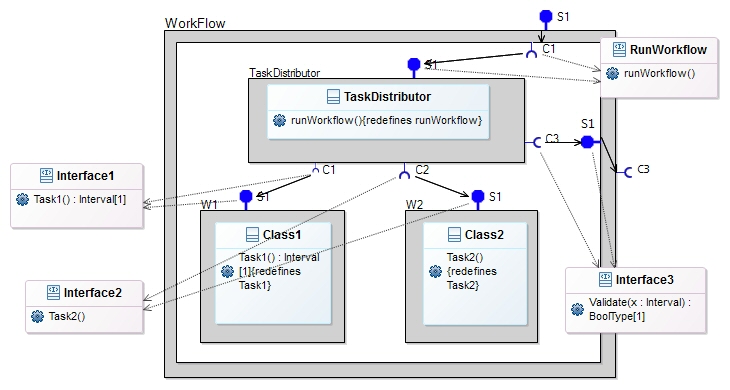 S1
WorkFlow
C1
RunWorkflow
runWorkflow()
S1
TaskDistributor
TaskDistributor
runWorkflow(){redefines runWorkflow}
C3
S1
C1
C2
C3
Interface1
Task1() : Interval[1]
S1
S1
W1
W2
Class1
Task1() : Interval
[1]{redefines
Task1}
Class2
Task2()
{redefines
Task2}
Interface2
Task2()
Interface3
Validate(x : Interval) :
BoolType[1]